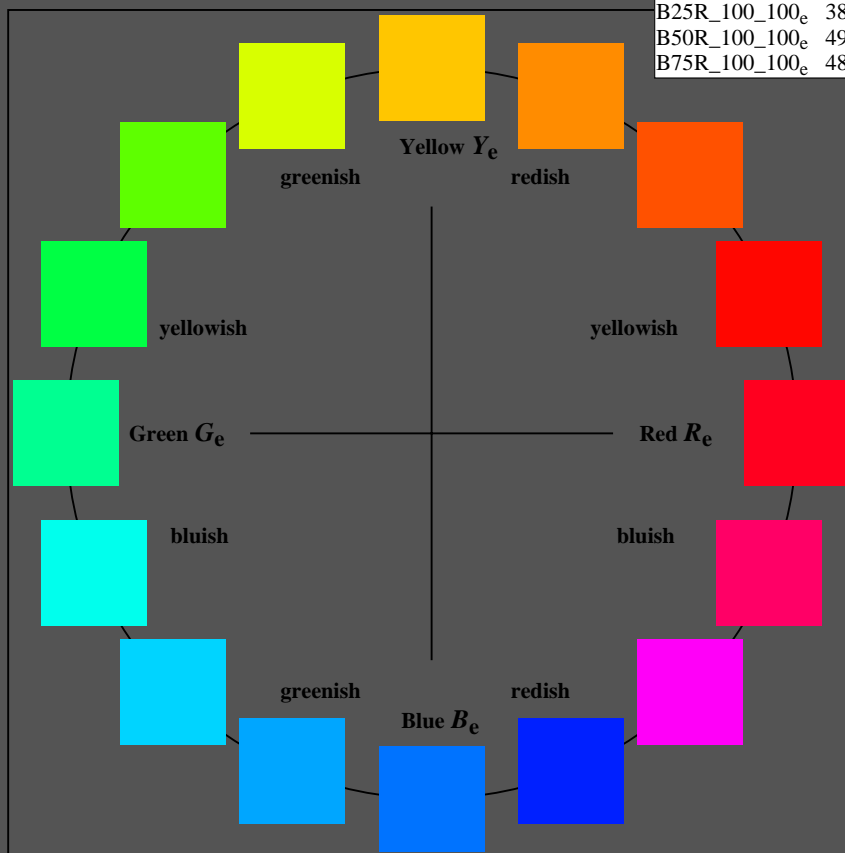 B25R_100_100e 38
B50R_100_100e 49
B75R_100_100e 48
Yellow Ye
greenish redish
yellowish yellowish
Green Ge Red Re
bluish bluish
greenish redish
Blue Be